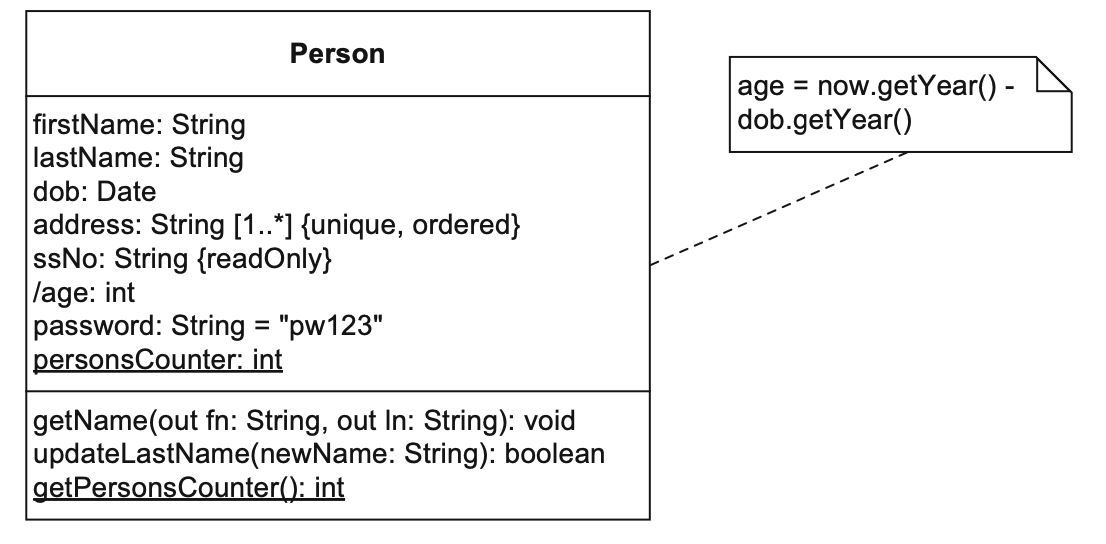 Person
firstName: String
lastName: String
dob: Date
address: String [1..*] {unique, ordered}
ssNo: String {readOnly}
/age: int
password: String = "pw123"
personsCounter: int
getName(out fn: String, out ln: String): void
updateLastName(newName: String): boolean
getPersonsCounter(): int
age = now.getYear() -
dob.getYear()